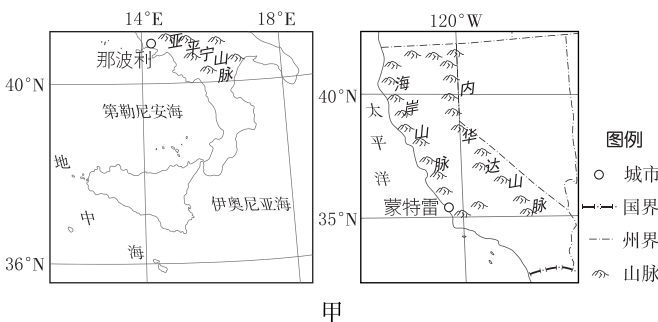 14°E 18°E
亚平宁山脉
那波利
40°N
第勒尼安海
地中海
伊奥尼亚海
36°N
120°W
海岸山脉
内华达山脉
40°N
太平洋
蒙特雷
35°N
图例
城市
国界
州界
山脉
甲